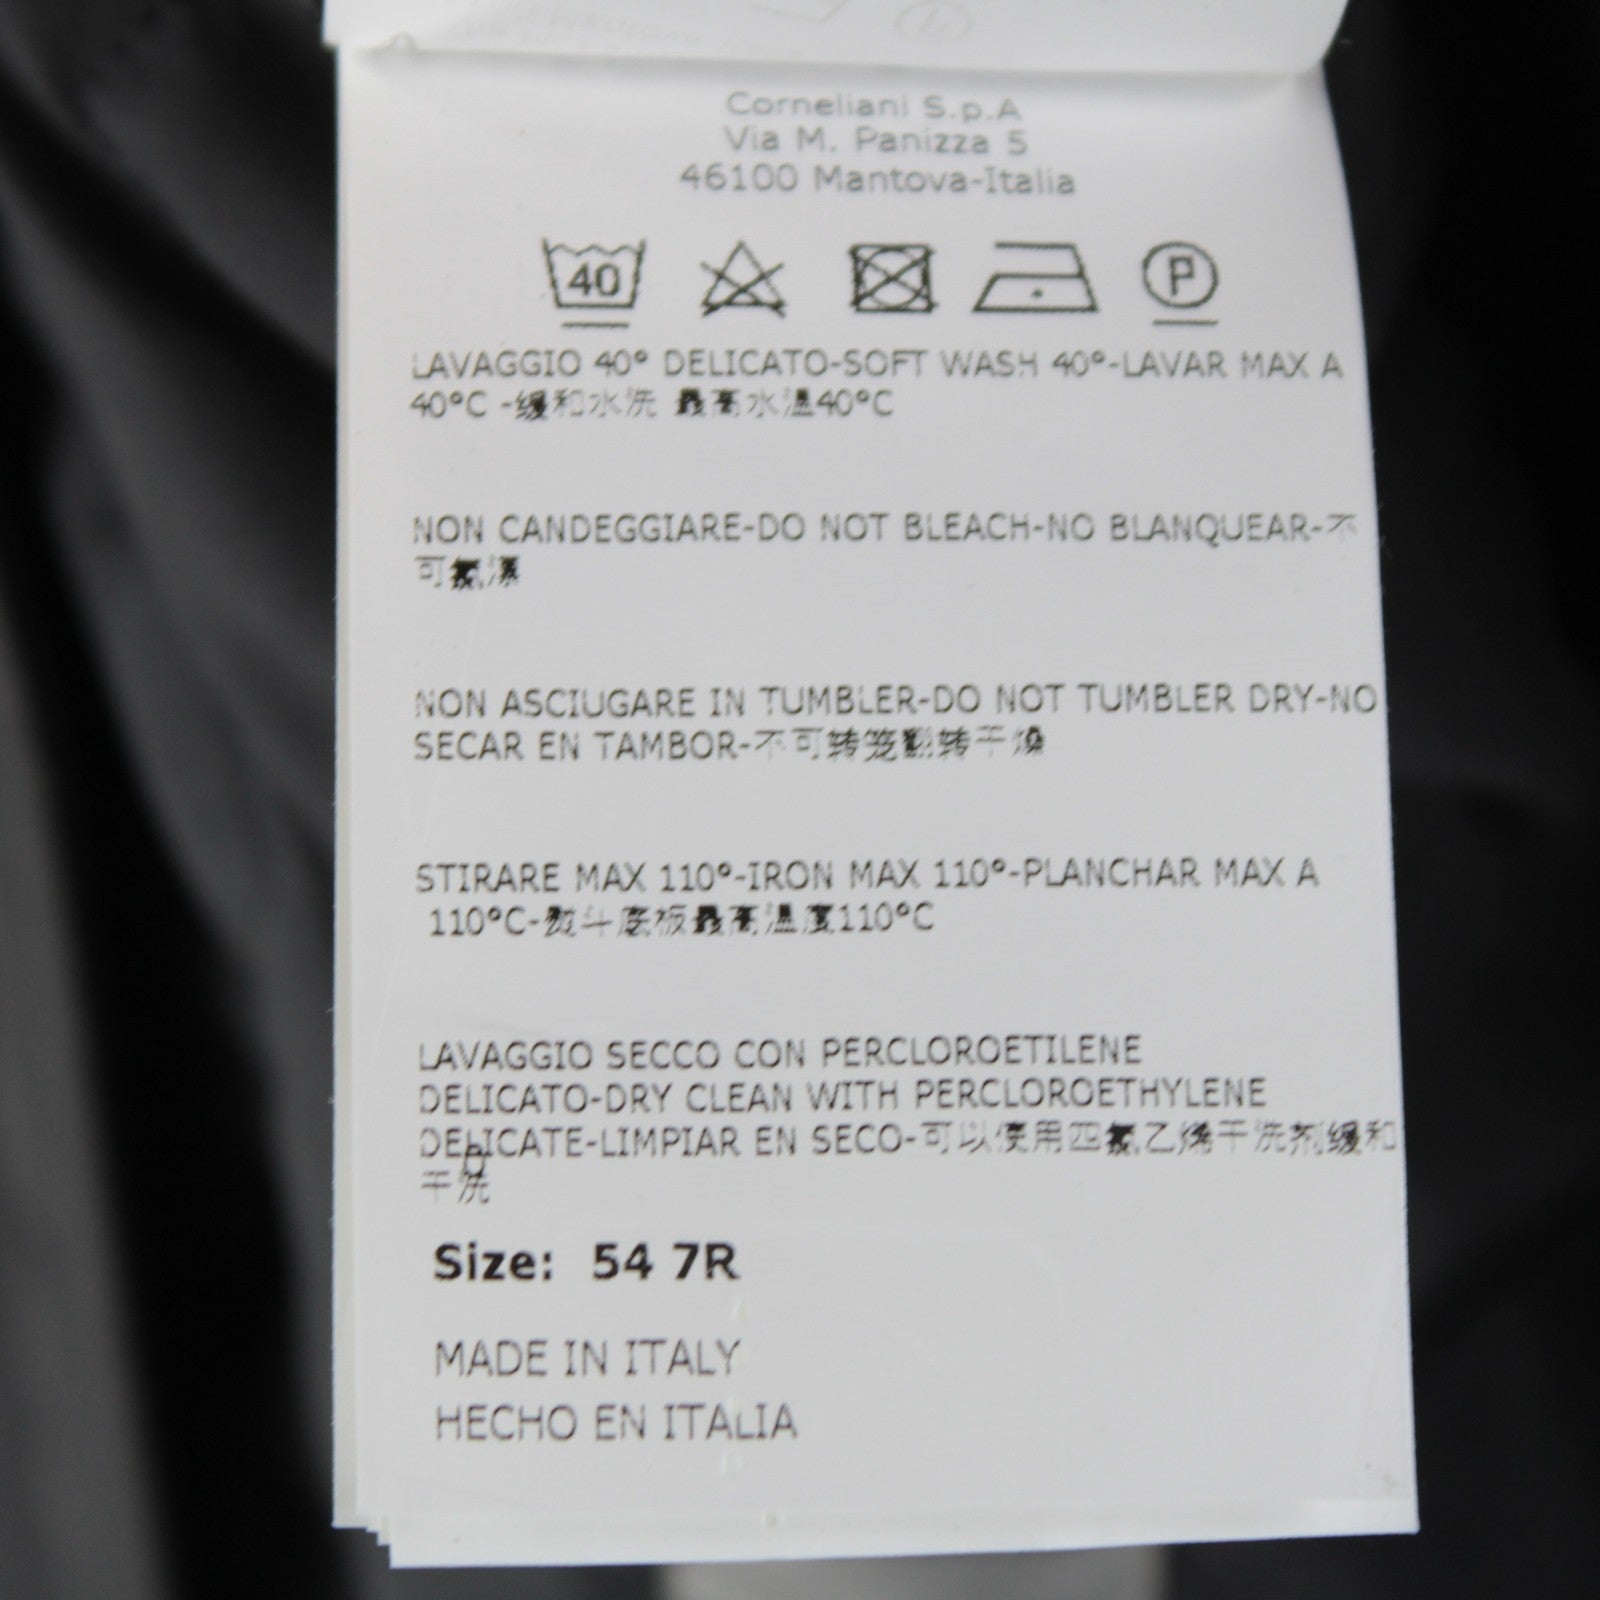 Corneliani S.p.A
Via M. Panizza 5
46100 Mantova-Italia
40 P
LAVAGGIO 40° DELICATO-SOFT WASH 40°-LAVAR MAX A
40°C -缓和水洗 最高水温40°C
NON CANDEGGIARE-DO NOT BLEACH-NO BLANQUEAR-不
可氯漂
NON ASCIUGARE IN TUMBLER-DO NOT TUMBLER DRY-NO
SECAR EN TAMBOR-不可转笼翻转干燥
STIRARE MAX 110°-IRON MAX 110°-PLANCHAR MAX A
110°C-熨斗底板最高温度110°C
LAVAGGIO SECCO CON PERCLOROETILENE
DELICATO-DRY CLEAN WITH PERCLOROETHYLENE
DELICATE-LIMPIAR EN SECO-可以使用四氯乙烯干洗剂缓和
干洗
Size: 54 7R
MADE IN ITALY
HECHO EN ITALIA